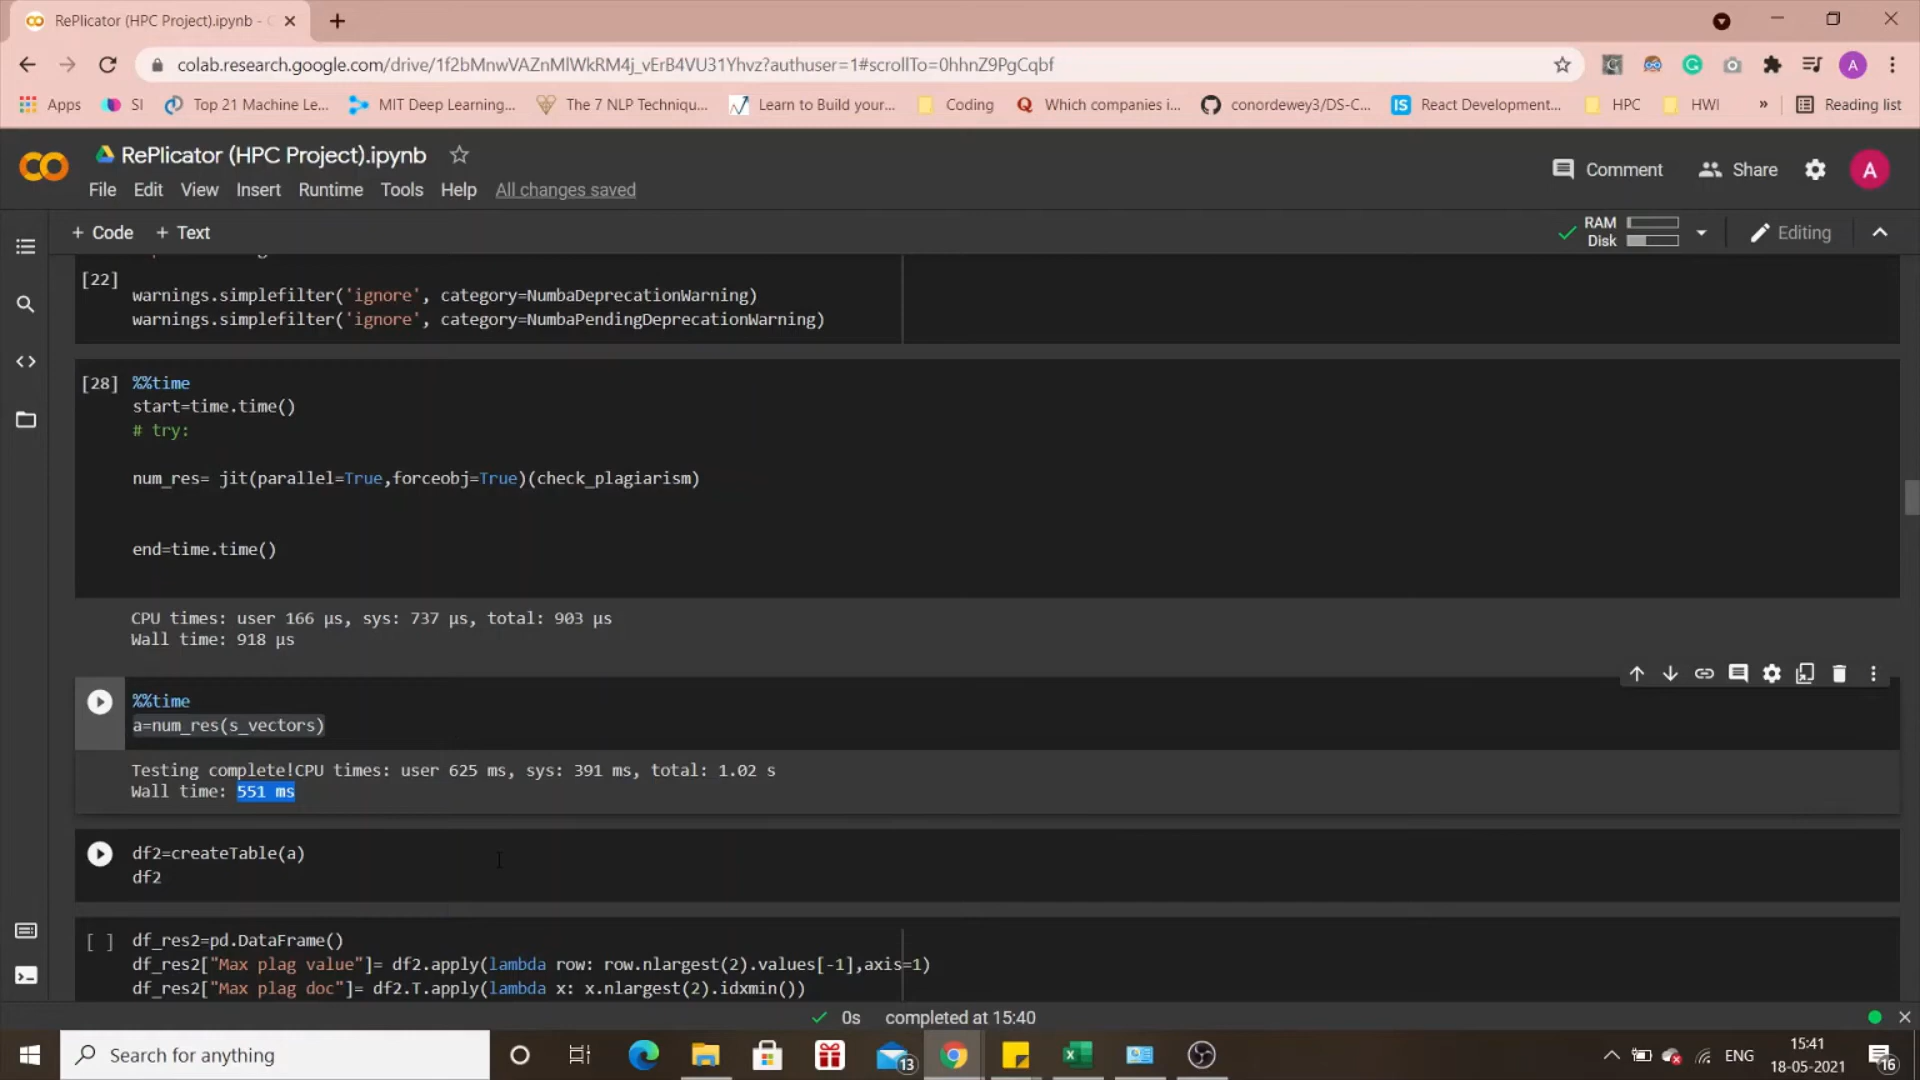 RePlicator (HPC Project).ipynb -
colab.research.google.com/drive/1f2bMnwVAZnMlWkRM4j_vErB4VU31Yhvz?authuser=1#scrollTo=0hhnZ9PgCqbf
A
Apps SI Top 21 Machine Le... MIT Deep Learning... The 7 NLP Techniqu... Learn to Build your... Coding Which companies i... conordewey3/DS-C... IS React Development... HPC HWI » Reading list
RePlicator (HPC Project).ipynb
File Edit View Insert Runtime Tools Help All changes saved
Comment Share A
+ Code + Text
RAM
Disk
Editing
[22]
warnings.simplefilter('ignore', category=NumbaDeprecationWarning)
warnings.simplefilter('ignore', category=NumbaPendingDeprecationWarning)
[28] %%time
start=time.time()
# try:
num_res= jit(parallel=True,forceobj=True)(check_plagiarism)
end=time.time()
CPU times: user 166 µs, sys: 737 µs, total: 903 µs
Wall time: 918 µs
%%time
a=num_res(s_vectors)
Testing complete!CPU times: user 625 ms, sys: 391 ms, total: 1.02 s
Wall time: 551 ms
df2=createTable(a)
df2
[ ] df_res2=pd.DataFrame()
df_res2["Max plag value"]= df2.apply(lambda row: row.nlargest(2).values[-1],axis=1)
df_res2["Max plag doc"]= df2.T.apply(lambda x: x.nlargest(2).idxmin())
0s completed at 15:40
Search for anything
13
ENG
15:41
18-05-2021
16